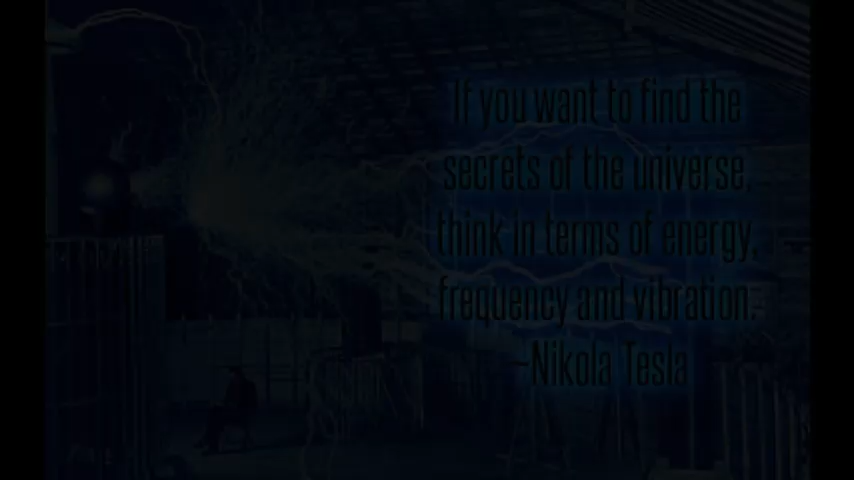 If you want to find the
secrets of the universe,
think in terms of energy,
frequency and vibration.
-Nikola Tesla